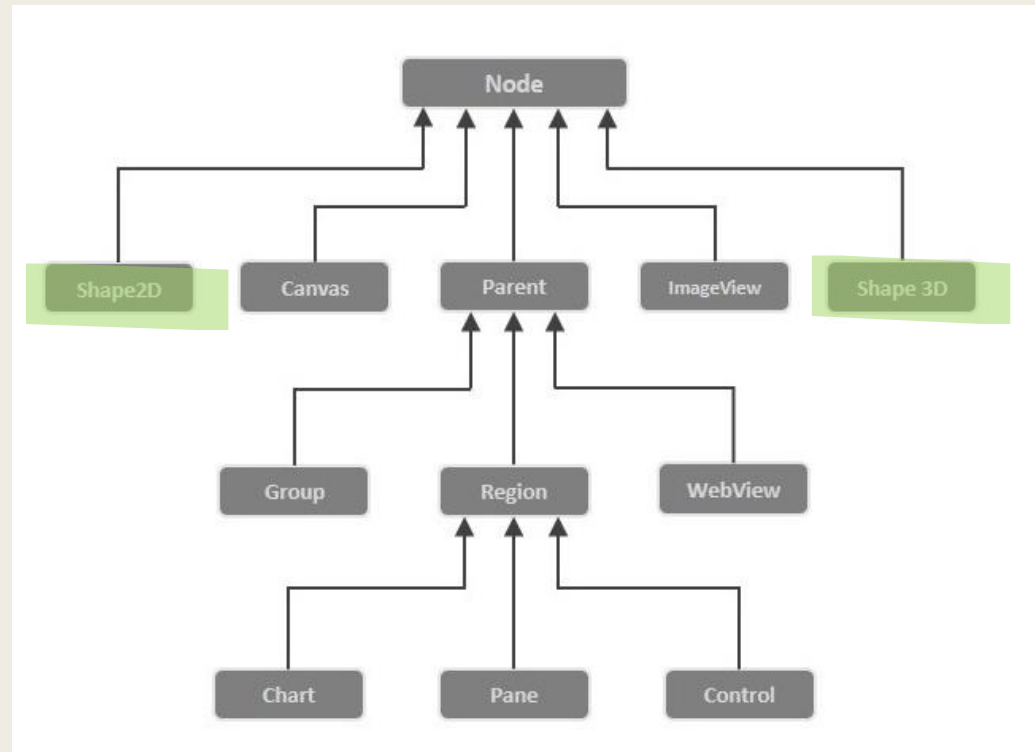 Node
Shape2D
Canvas
Parent
ImageView
Shape 3D
Group
Region
WebView
Chart
Pane
Control